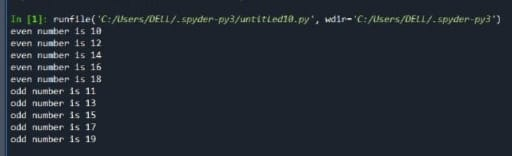 In [1]: runfile('C:/Users/DELL/.spyder-py3/untitled10.py', wdir='C:/Users/DELL/.spyder-py3')
even number is 10
even number is 12
even number is 14
even number is 16
even number is 18
odd number is 11
odd number is 13
odd number is 15
odd number is 17
odd number is 19